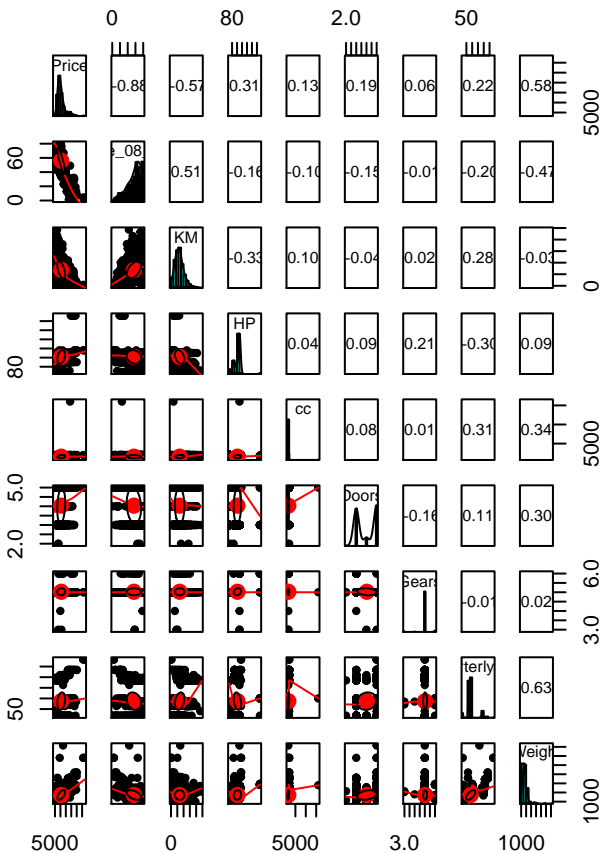 0 80 2.0 50
Price -0.88 -0.57 0.31 0.13 0.19 0.06 0.22 0.58 5000
0 60 e_08 0.51 -0.16 -0.10 -0.15 -0.01 -0.20 -0.47
KM -0.33 0.10 -0.04 0.02 0.28 -0.03 0
80 HP 0.04 0.09 0.21 -0.30 0.09
cc 0.08 0.01 0.31 0.34 5000
2.0 5.0 Doors -0.16 0.11 0.30
Gears -0.01 0.02 3.0 6.0
50 terly 0.63
Weigh 1000
5000 0 5000 3.0 1000